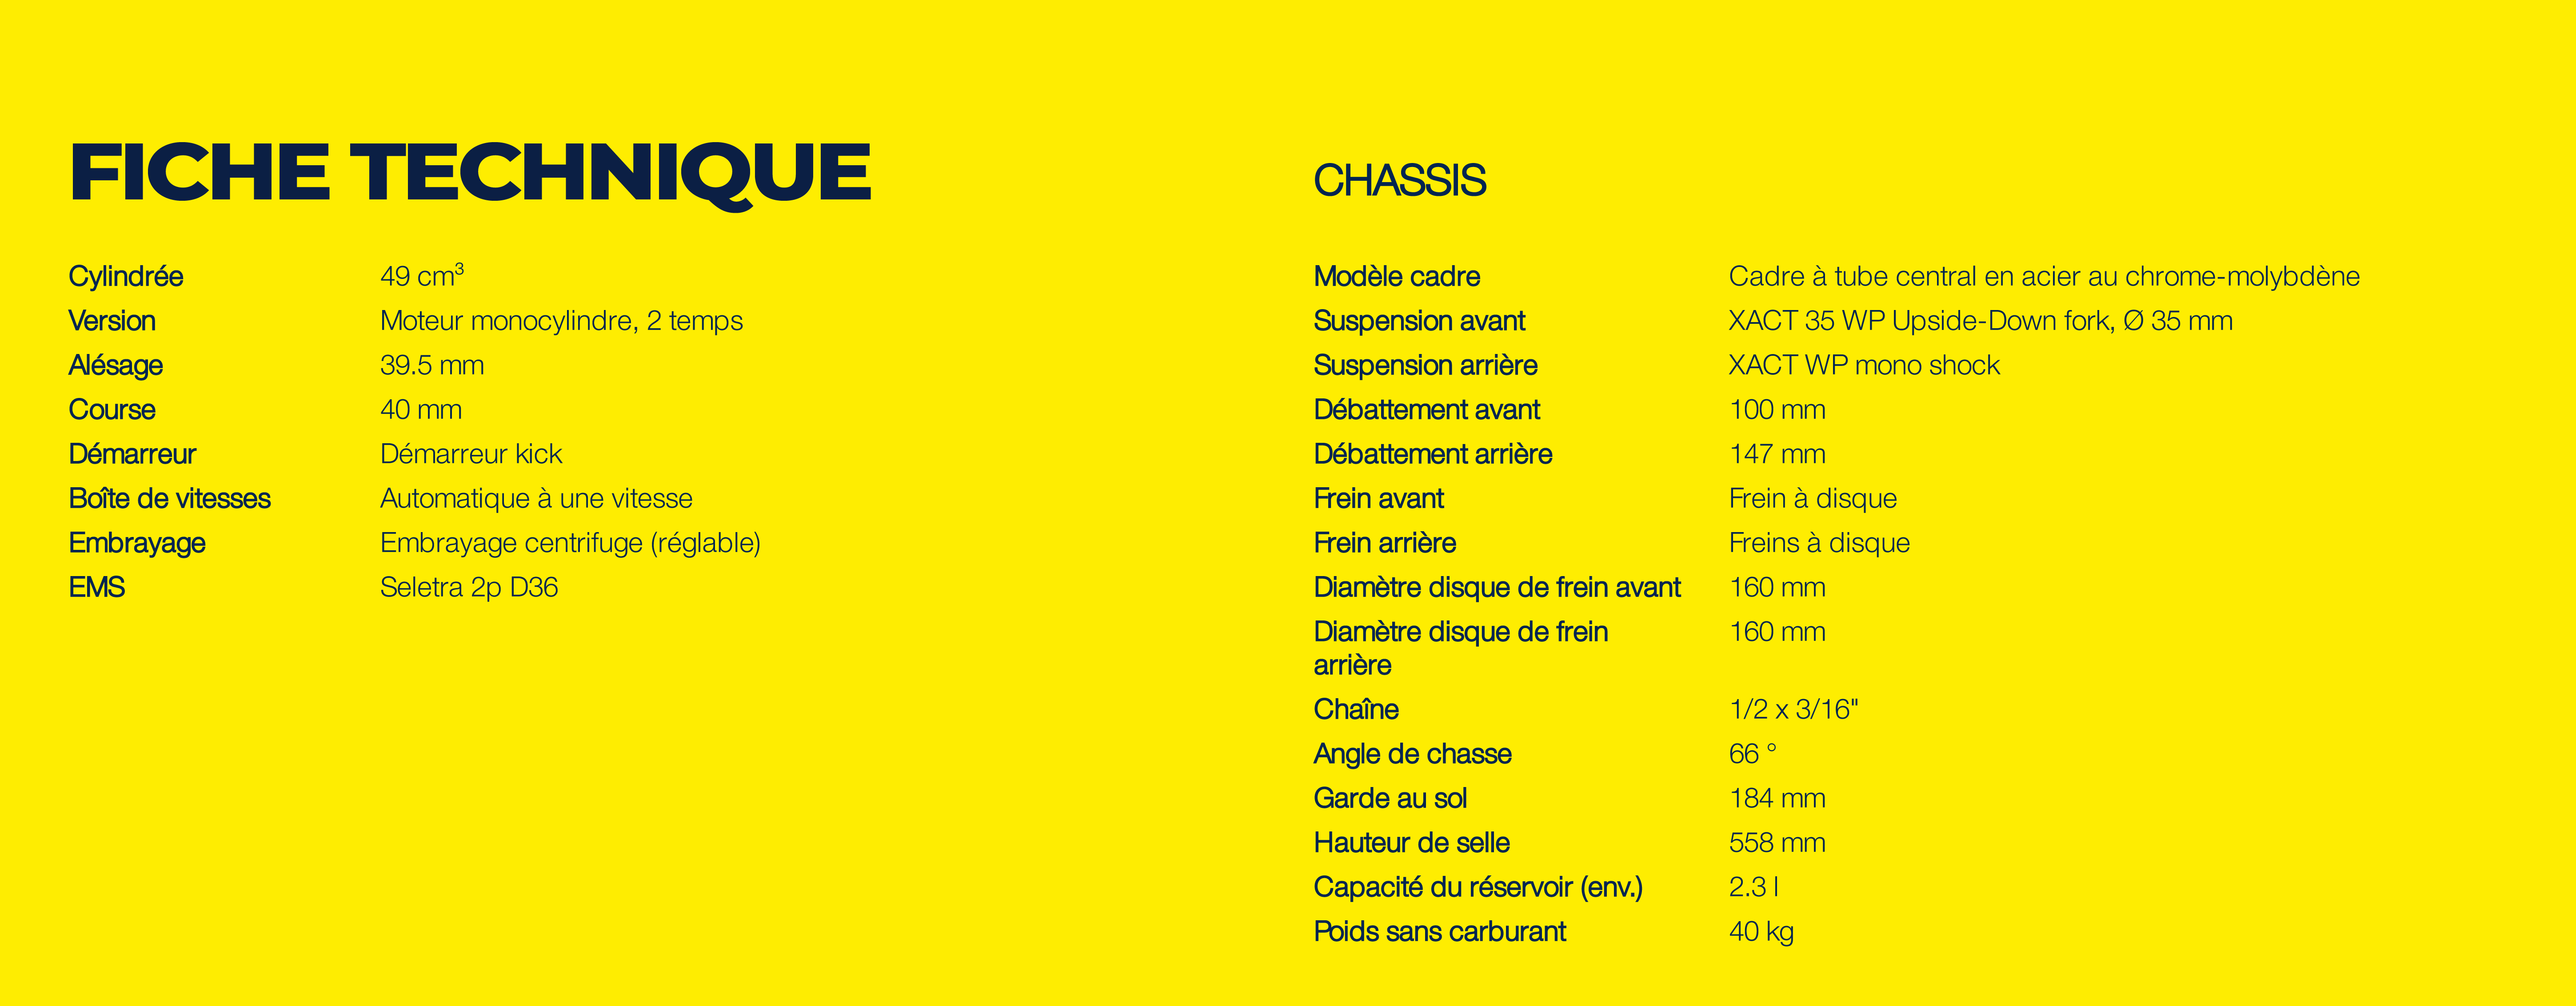 FICHE TECHNIQUE
Cylindrée 49 cm³
Version Moteur monocylindre, 2 temps
Alésage 39.5 mm
Course 40 mm
Démarreur Démarreur kick
Boîte de vitesses Automatique à une vitesse
Embrayage Embrayage centrifuge (réglable)
EMS Seletra 2p D36
CHASSIS
Modèle cadre Cadre à tube central en acier au chrome-molybdène
Suspension avant XACT 35 WP Upside-Down fork, Ø 35 mm
Suspension arrière XACT WP mono shock
Débattement avant 100 mm
Débattement arrière 147 mm
Frein avant Frein à disque
Frein arrière Freins à disque
Diamètre disque de frein avant 160 mm
Diamètre disque de frein 160 mm
arrière
Chaîne 1/2 x 3/16"
Angle de chasse 66 °
Garde au sol 184 mm
Hauteur de selle 558 mm
Capacité du réservoir (env.) 2.3 l
Poids sans carburant 40 kg